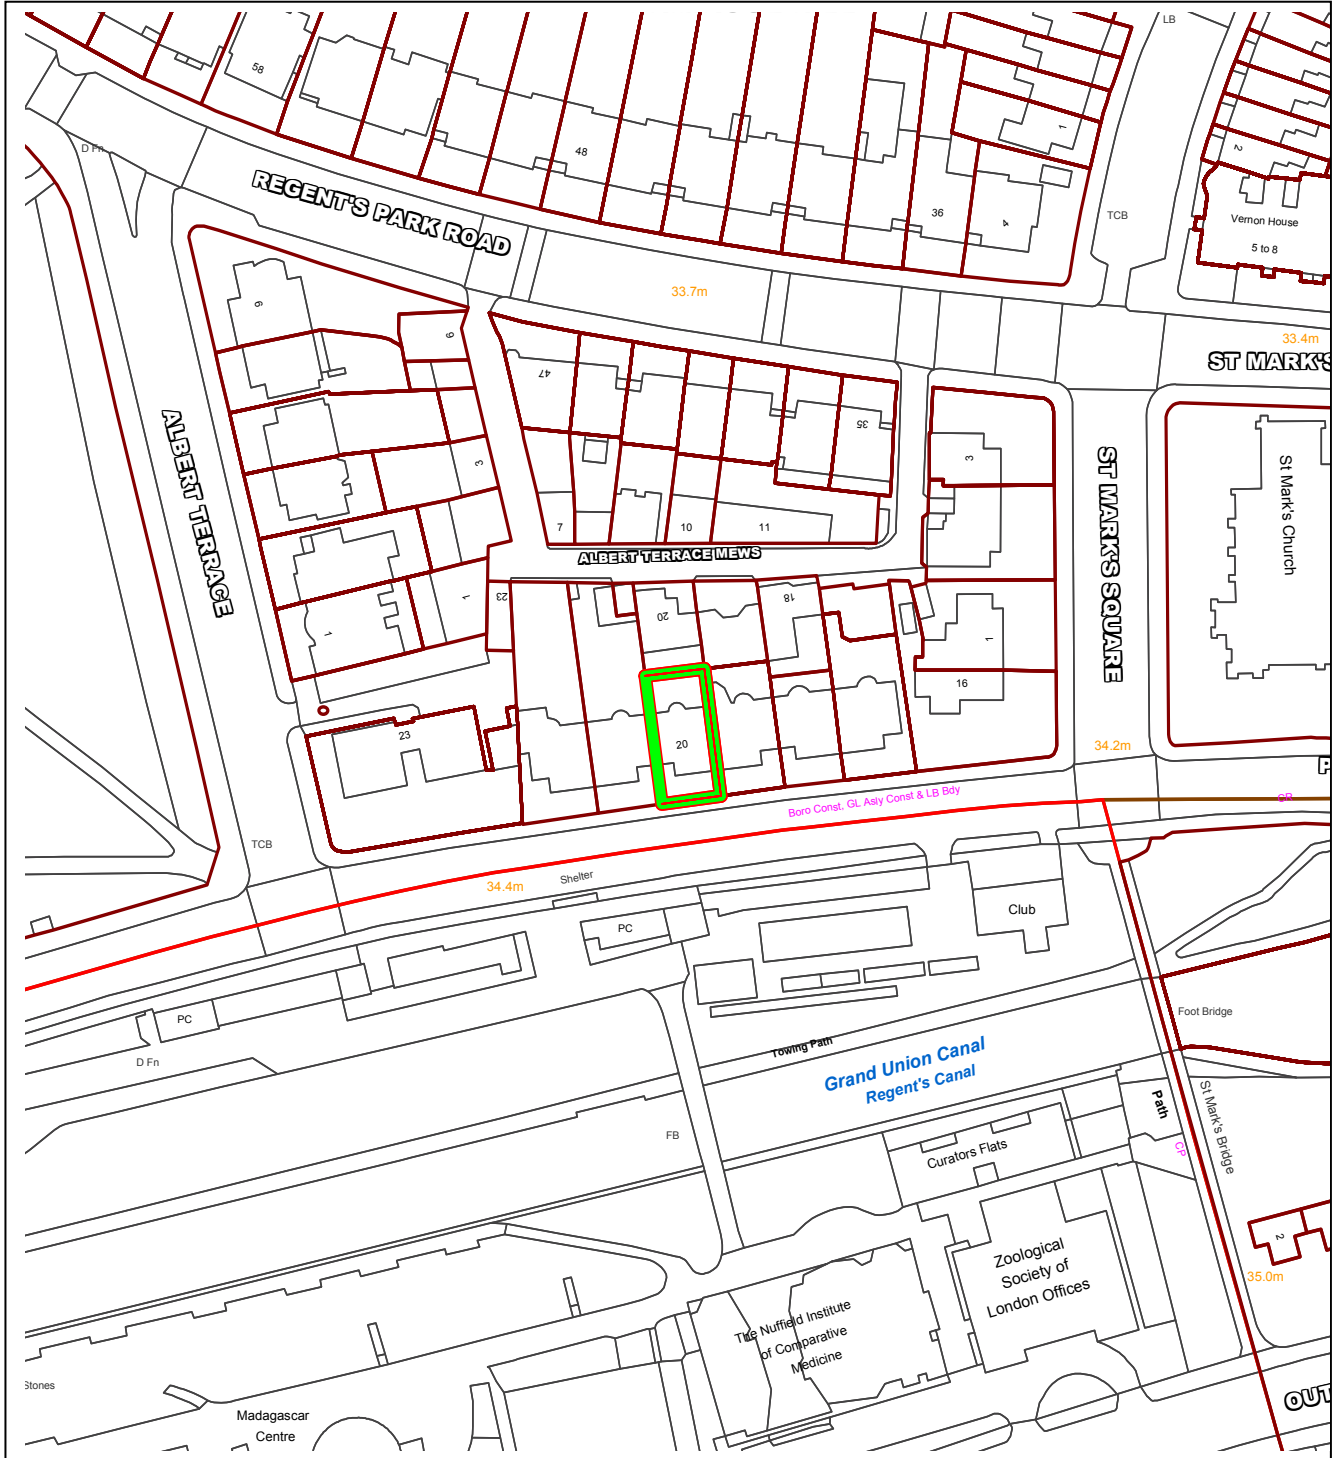 LB
58
D Fn
48
1
2
REGENT'S PARK ROAD
36
4
TCB
Vernon House
5 to 8
33.7m
9
9
33.4m
ST MARK'S
47
35
ALBERT TERRACE
3
3
ST MARK'S SQUARE
St Mark's Church
7
10
11
ALBERT TERRACE MEWS
1
23
20
18
1
1
16
23
20
34.2m
P
Boro Const, GL Asly Const & LB Bdy
CR
TCB
34.4m
Shelter
PC
Club
PC
D Fn
Foot Bridge
Towing Path
Grand Union Canal
Regent's Canal
Path
St Mark's Bridge
FB
CP
Curators Flats
2
Zoological
Society of
London Offices
35.0m
The Nuffield Institute
of Comparative
Medicine
Stones
Madagascar
Centre
OUT